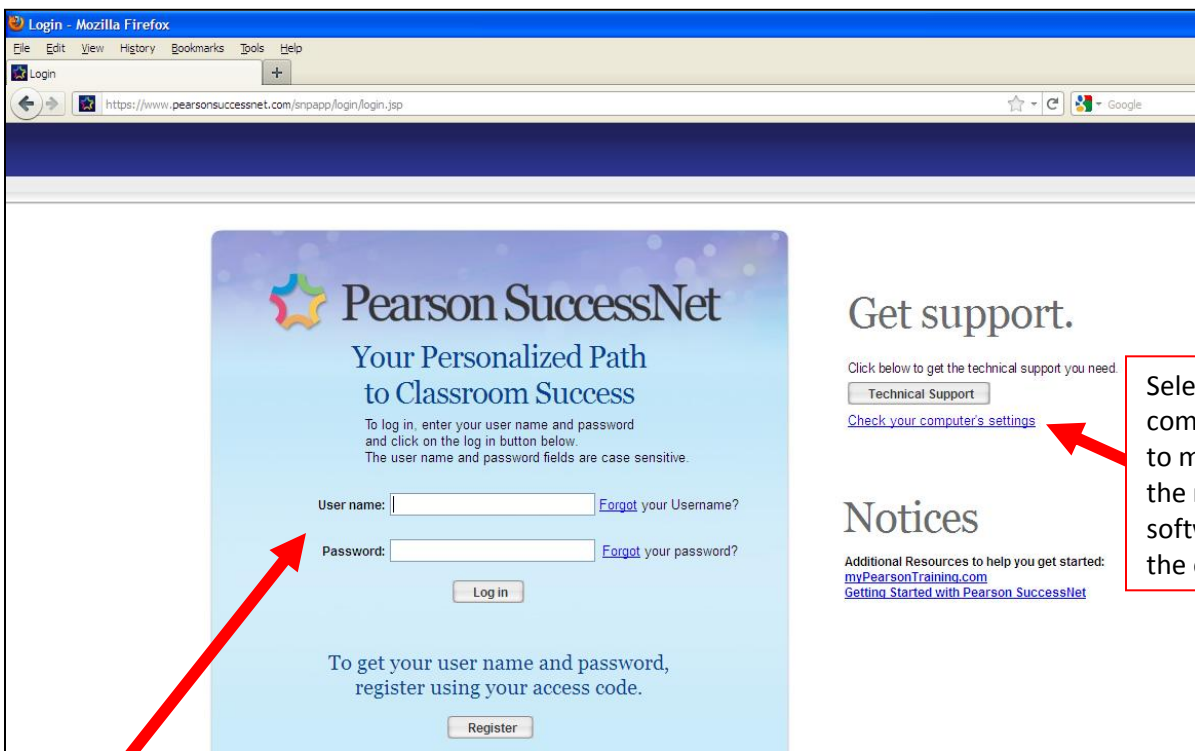 Login - Mozilla Firefox
File Edit View History Bookmarks Tools Help
Login
https://www.pearsonsuccessnet.com/snpapp/login/login.jsp
Google
Pearson SuccessNet
Your Personalized Path
to Classroom Success
To log in, enter your user name and password
and click on the log in button below.
The user name and password fields are case sensitive.
User name: Forgot your Username?
Password: Forgot your password?
Log in
To get your user name and password,
register using your access code.
Register
Get support.
Click below to get the technical support you need.
Technical Support
Check your computer's settings
Notices
Additional Resources to help you get started:
myPearsonTraining.com
Getting Started with Pearson SuccessNet
to
the
the